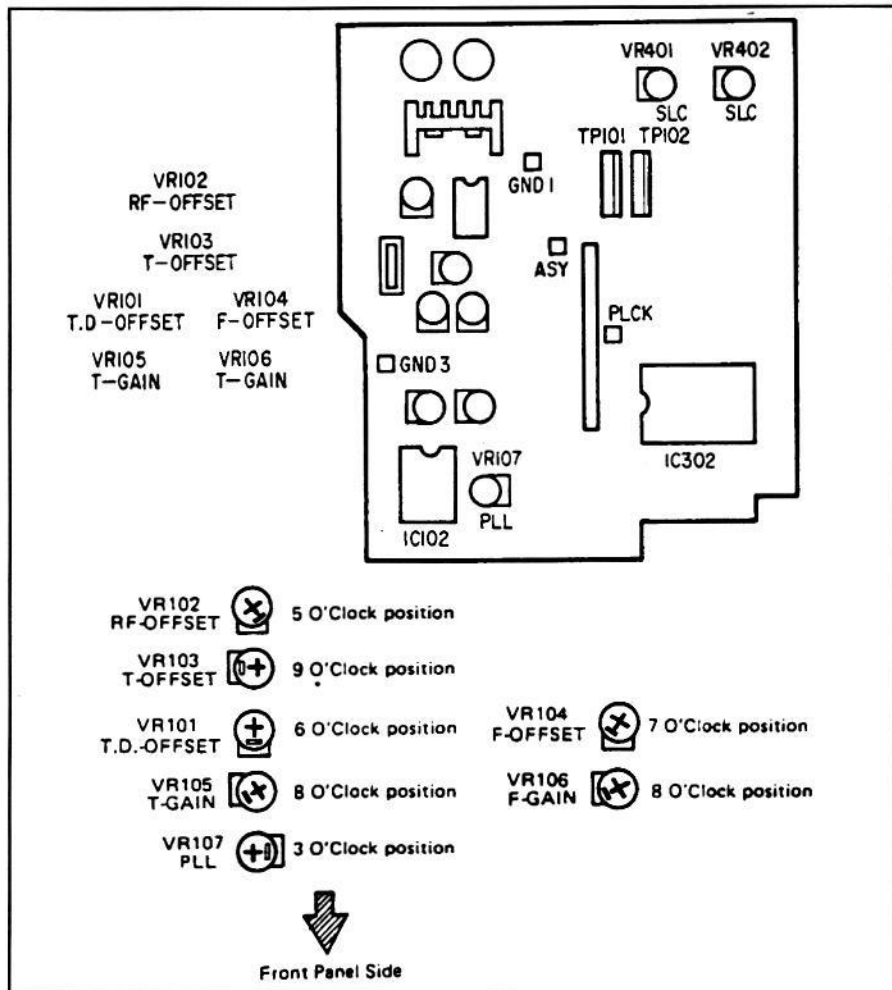 VR401
VR402
SLC
SLC
TP101
TP102
GND1
VR102
RF-OFFSET
VR103
T-OFFSET
ASY
VR101
T.D-OFFSET
VR104
F-OFFSET
PLCK
VR105
T-GAIN
VR106
T-GAIN
GND3
VR107
IC302
PLL
IC102
VR102
RF-OFFSET
5 O'Clock position
VR103
T-OFFSET
9 O'Clock position
VR101
T.D.-OFFSET
6 O'Clock position
VR104
F-OFFSET
7 O'Clock position
VR105
T-GAIN
8 O'Clock position
VR106
F-GAIN
8 O'Clock position
VR107
PLL
3 O'Clock position
Front Panel Side